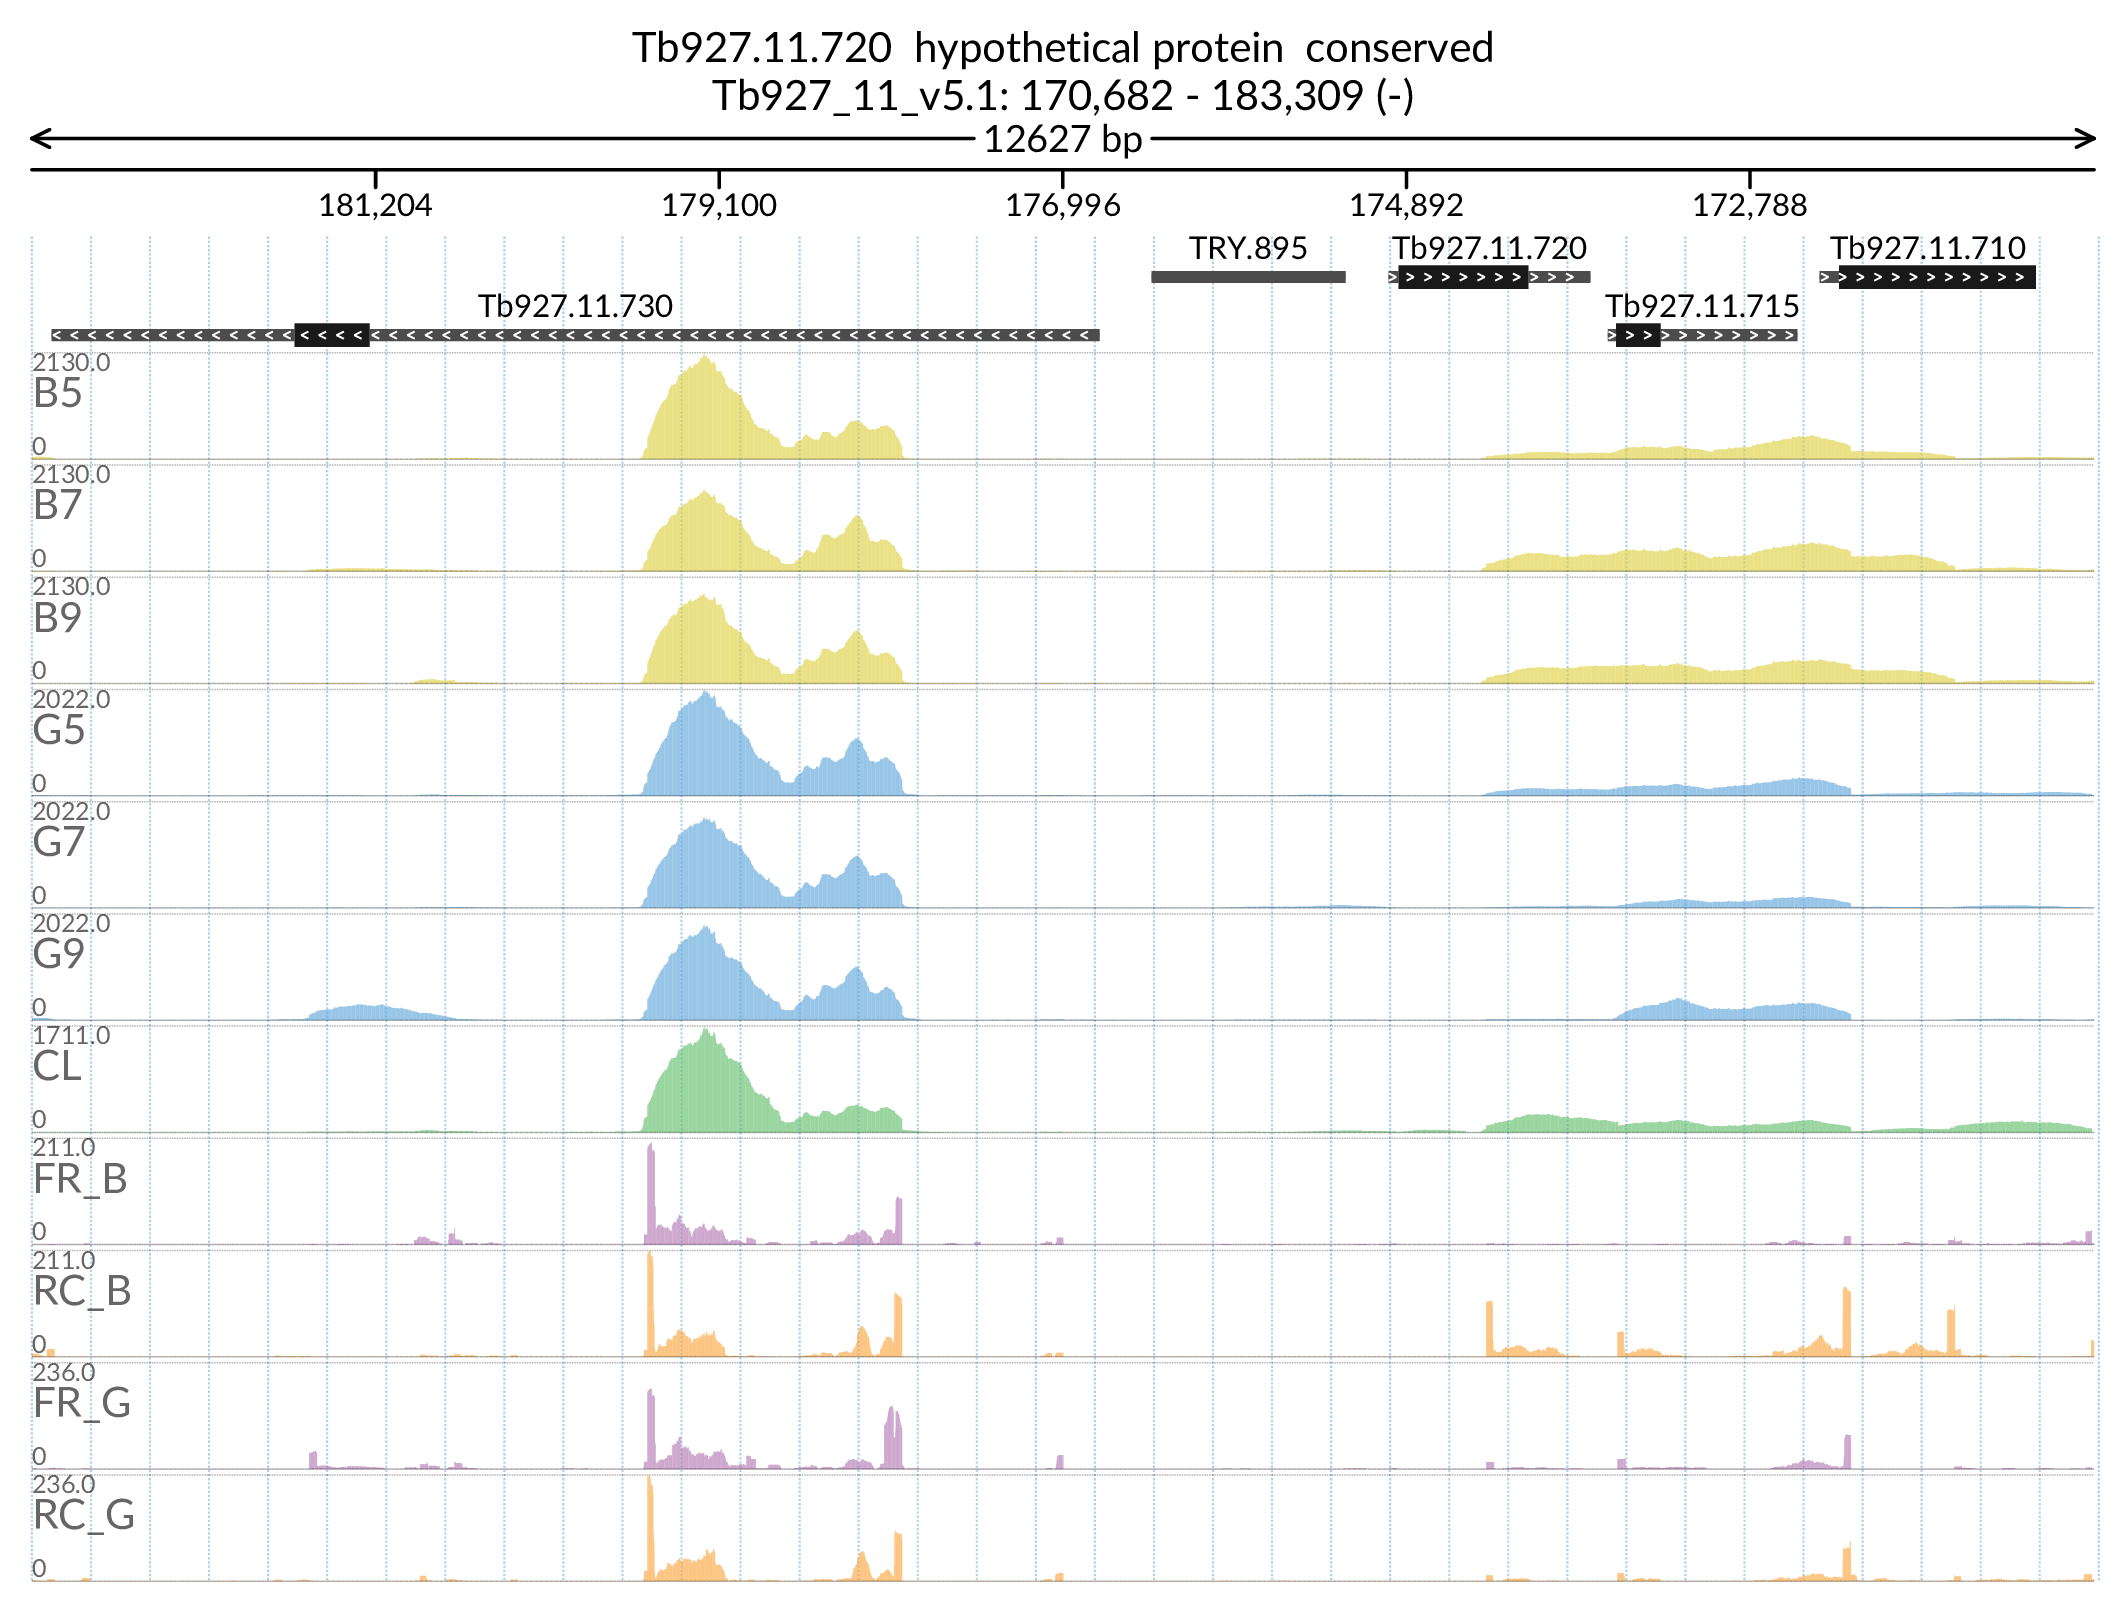 Tb927.11.720  hypothetical protein  conserved
Tb927_11_v5.1: 170,682 - 183,309 (-)
12627 bp
181,204 179,100 176,996 174,892 172,788
TRY.895 Tb927.11.720 Tb927.11.710
Tb927.11.730 Tb927.11.715
2130.0
B5
0
2130.0
B7
0
2130.0
B9
0
2022.0
G5
0
2022.0
G7
0
2022.0
G9
0
1711.0
CL
0
211.0
FR_B
0
211.0
RC_B
0
236.0
FR_G
0
236.0
RC_G
0